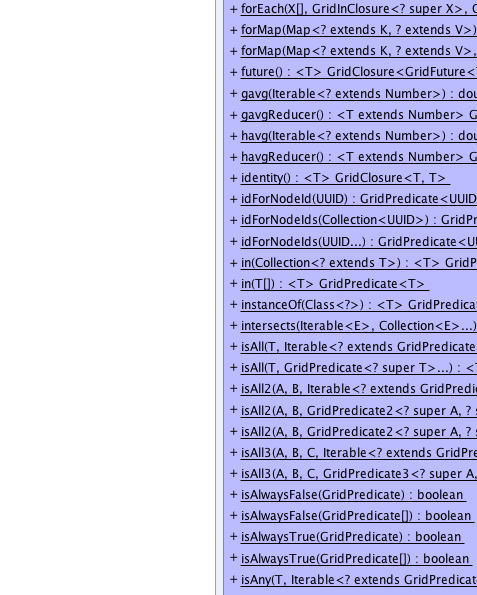 + forEach(X[], GridInClosure<? super X>,
+ forMap(Map<? extends K, ? extends V>)
+ forMap(Map<? extends K, ? extends V>,
+ future() : <T> GridClosure<GridFuture<
+ gavg(Iterable<? extends Number>) : dou
+ gavgReducer() : <T extends Number> G
+ havg(Iterable<? extends Number>) : dou
+ havgReducer() : <T extends Number> G
+ identity() : <T> GridClosure<T, T>
+ idForNodeId(UUID) : GridPredicate<UUID
+ idForNodeIds(Collection<UUID>) : GridPr
+ idForNodeIds(UUID...) : GridPredicate<UU
+ in(Collection<? extends T>) : <T> GridP
+ in(T[]) : <T> GridPredicate<T>
+ instanceOf(Class<?>) : <T> GridPredica
+ intersects(Iterable<E>, Collection<E>...)
+ isAll(T, Iterable<? extends GridPredicate
+ isAll(T, GridPredicate<? super T>...) : <
+ isAll2(A, B, Iterable<? extends GridPredi
+ isAll2(A, B, GridPredicate2<? super A, ?
+ isAll2(A, B, GridPredicate2<? super A, ?
+ isAll3(A, B, C, Iterable<? extends GridPre
+ isAll3(A, B, C, GridPredicate3<? super A,
+ isAlwaysFalse(GridPredicate) : boolean
+ isAlwaysFalse(GridPredicate[]) : boolean
+ isAlwaysTrue(GridPredicate) : boolean
+ isAlwaysTrue(GridPredicate[]) : boolean
+ isAny(T, Iterable<? extends GridPredicat